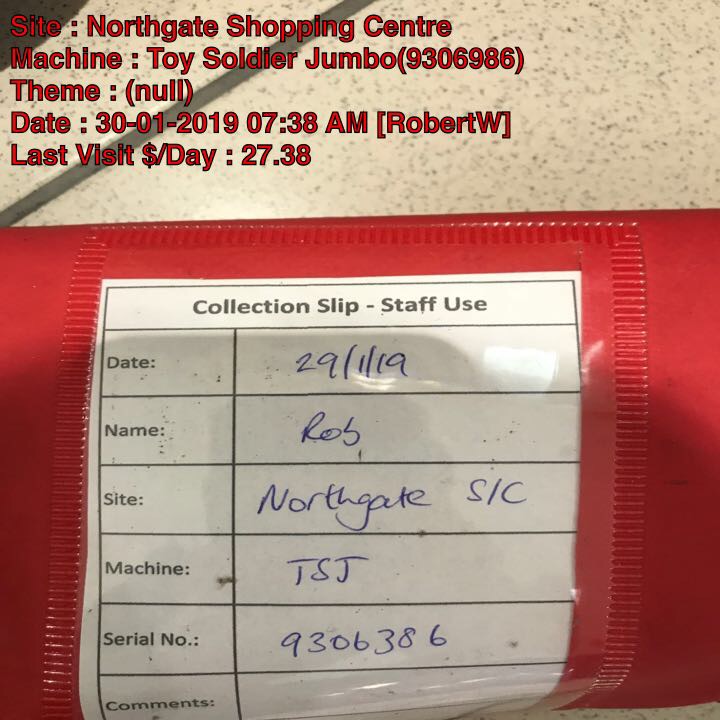 Site : Northgate Shopping Centre
Machine : Toy Soldier Jumbo(9306986)
Theme : (null)
Date : 30-01-2019 07:38 AM [RobertW]
Last Visit $/Day : 27.38
Collection Slip - Staff Use
Date: 29/1/19
Name: Rob
Site: Northgate S/C
Machine: TSJ
Serial No.: 9306386
Comments: